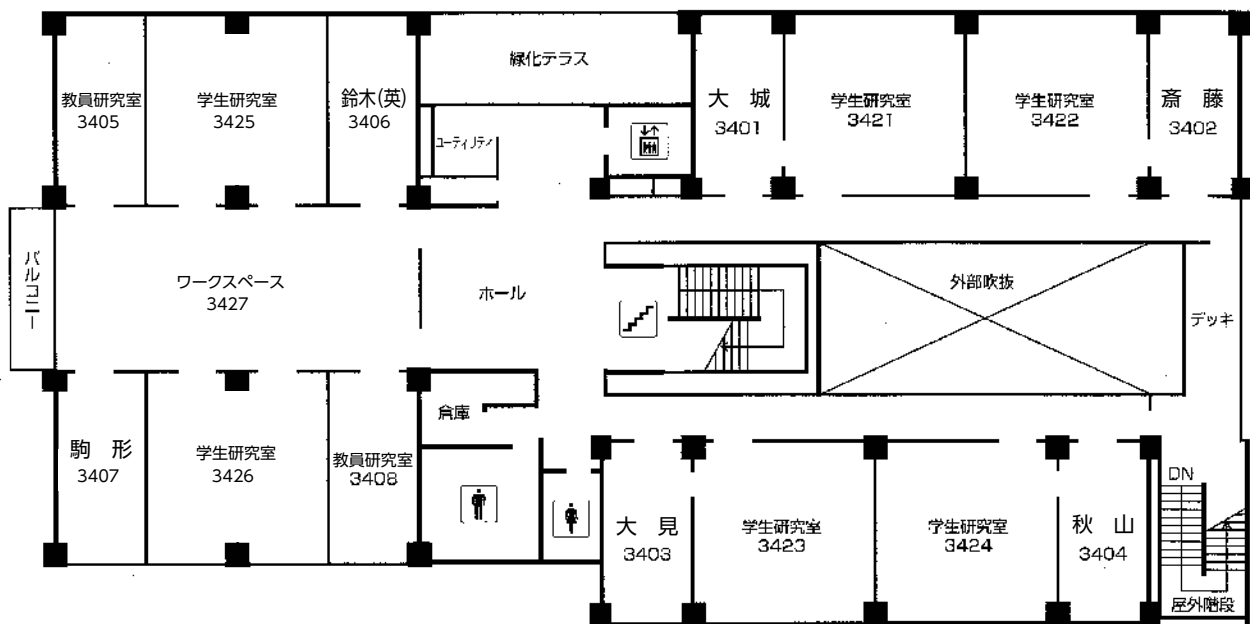 緑化テラス
教員研究室
3405
学生研究室
3425
鈴木(英)
3406
ユーティリティ
大 城
3401
学生研究室
3421
学生研究室
3422
斎 藤
3402
バルコニー
ワークスペース
3427
ホール
外部吹抜
デッキ
倉庫
駒 形
3407
学生研究室
3426
教員研究室
3408
大 見
3403
学生研究室
3423
学生研究室
3424
秋 山
3404
DN
屋外階段